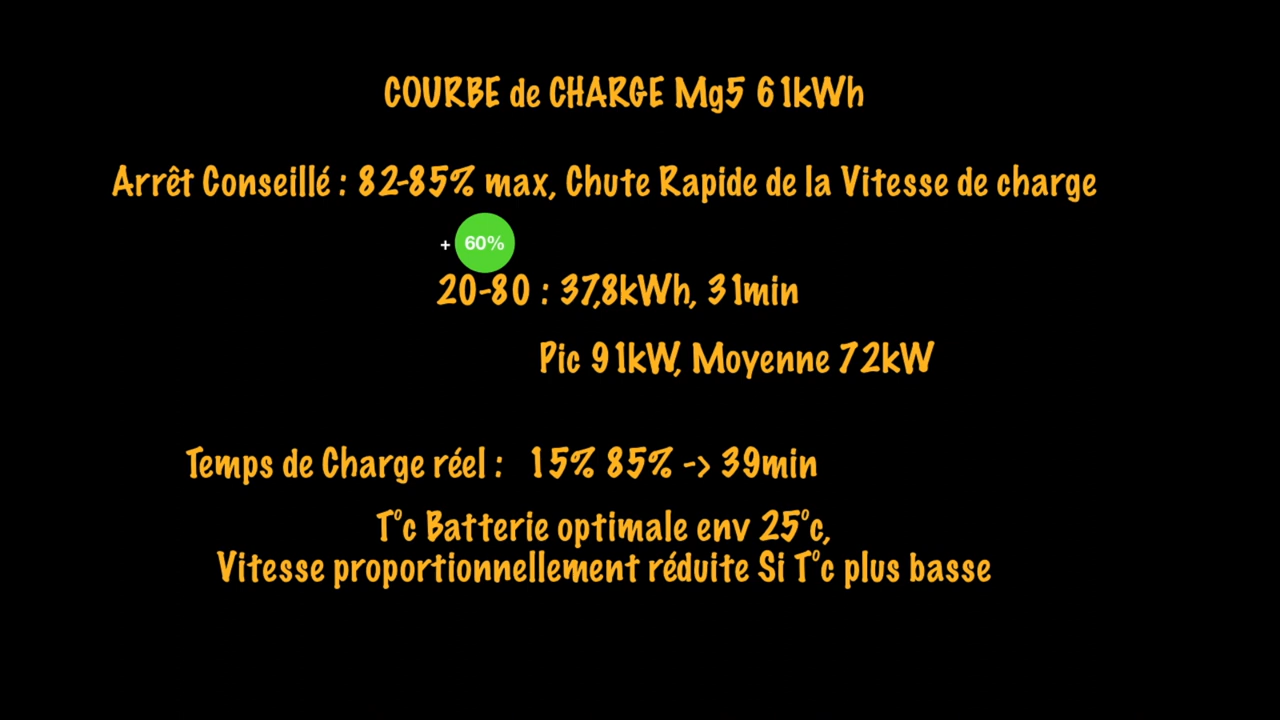 COURBE de CHARGE Mg5 61kWh
Arrêt Conseillé : 82-85% max, Chute Rapide de la Vitesse de charge
+ 60%
20-80 : 37,8kWh, 31min
Pic 91kW, Moyenne 72kW
Temps de Charge réel : 15% 85% -> 39min
T°c Batterie optimale env 25°c,
Vitesse proportionnellement réduite Si T°c plus basse